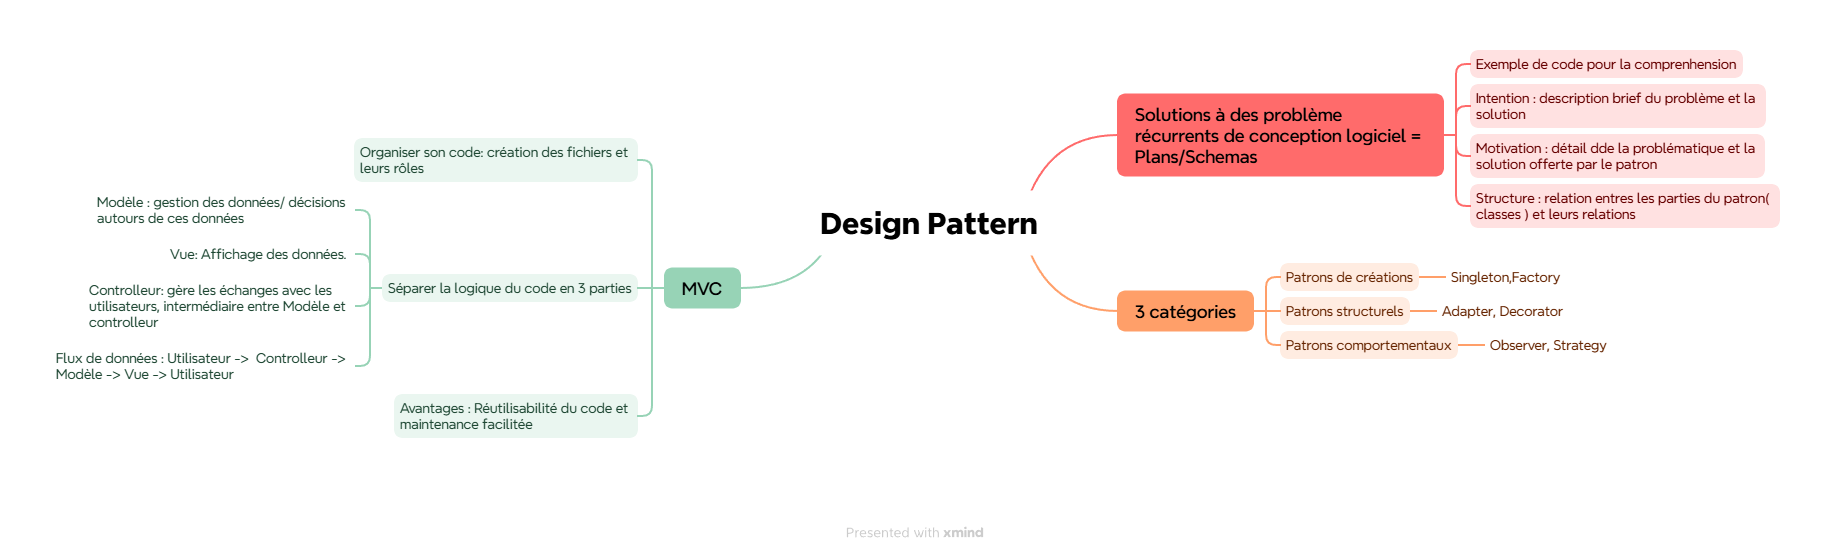 Design Pattern
Solutions à des problème
récurrents de conception logiciel =
Plans/Schemas
Exemple de code pour la comprenhension
Intention : description brief du problème et la
solution
Motivation : détail dde la problématique et la
solution offerte par le patron
Structure : relation entres les parties du patron(
classes ) et leurs relations
3 catégories
Patrons de créations
Singleton,Factory
Patrons structurels
Adapter, Decorator
Patrons comportementaux
Observer, Strategy
MVC
Organiser son code: création des fichiers et
leurs rôles
Séparer la logique du code en 3 parties
Modèle : gestion des données/ décisions
autours de ces données
Vue: Affichage des données.
Controlleur: gère les échanges avec les
utilisateurs, intermédiaire entre Modèle et
controlleur
Flux de données : Utilisateur -> Controlleur ->
Modèle -> Vue -> Utilisateur
Avantages : Réutilisabilité du code et
maintenance facilitée
Presented with xmind